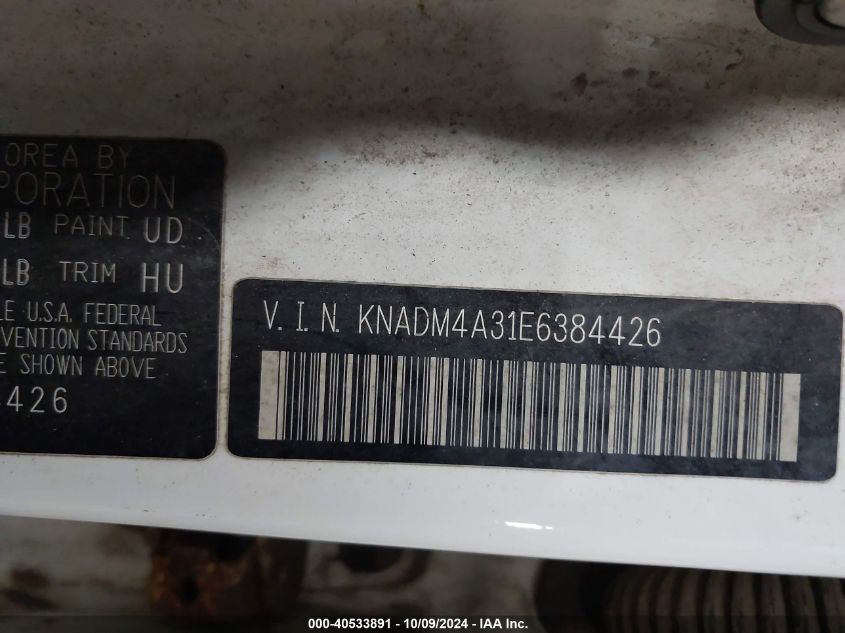 OREA BY
PORATION
LB PAINT UD
LB TRIM HU
LE U.S.A. FEDERAL
VENTION STANDARDS
E SHOWN ABOVE
426
V. I. N. KNADM4A31E6384426
000-40533891 - 10/09/2024 - IAA Inc.